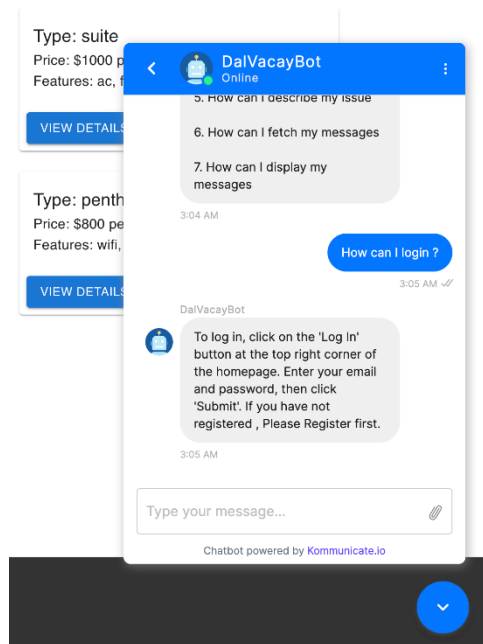 Type: suite
Price: $1000 p
Features: ac, f
VIEW DETAILS
Type: penth
Price: $800 pe
Features: wifi,
VIEW DETAILS
DalVacayBot
Online
5. How can I describe my issue
6. How can I fetch my messages
7. How can I display my
messages
3:04 AM
How can I login ?
3:05 AM
DalVacayBot
To log in, click on the 'Log In'
button at the top right corner of
the homepage. Enter your email
and password, then click
'Submit'. If you have not
registered , Please Register first.
3:05 AM
Type your message...
Chatbot powered by Kommunicate.io